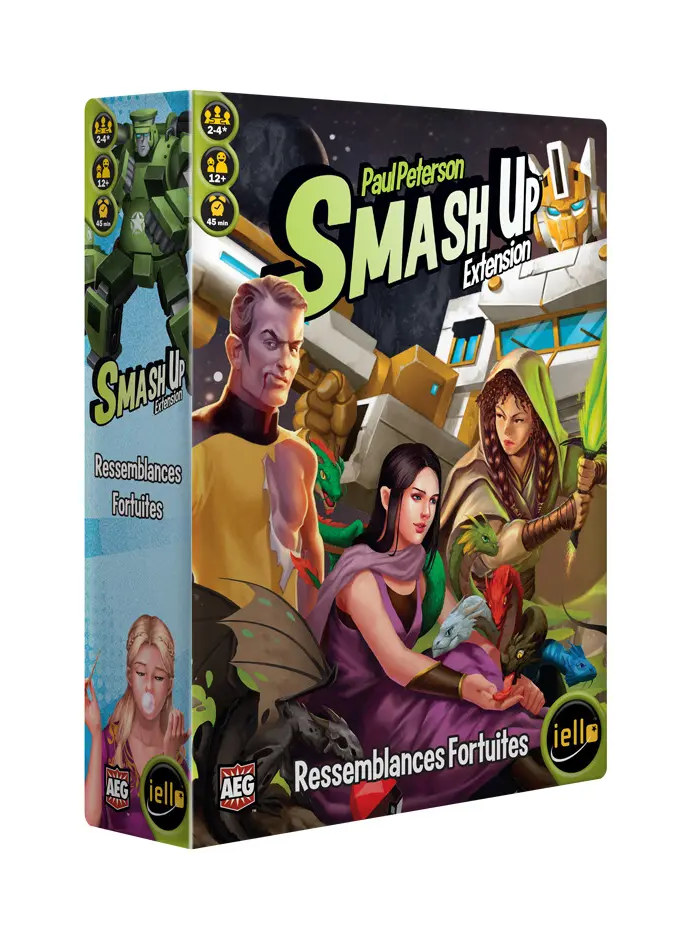 2-4*
12+
45 min
SMASH UP
Extension
Ressemblances
Fortuites
AEG
iello
2-4*
12+
45 min
Paul Peterson
SMASH UP
Extension
Ressemblances Fortuites
AEG
iello